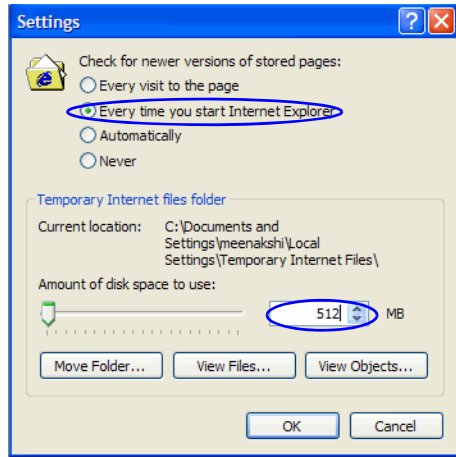 Settings
?
Check for newer versions of stored pages:
Every visit to the page
Every time you start Internet Explorer
Automatically
Never
Temporary Internet files folder
Current location: C:\Documents and
Settings\meenakshi\Local
Settings\Temporary Internet Files\
Amount of disk space to use:
512 MB
Move Folder... View Files... View Objects...
OK Cancel